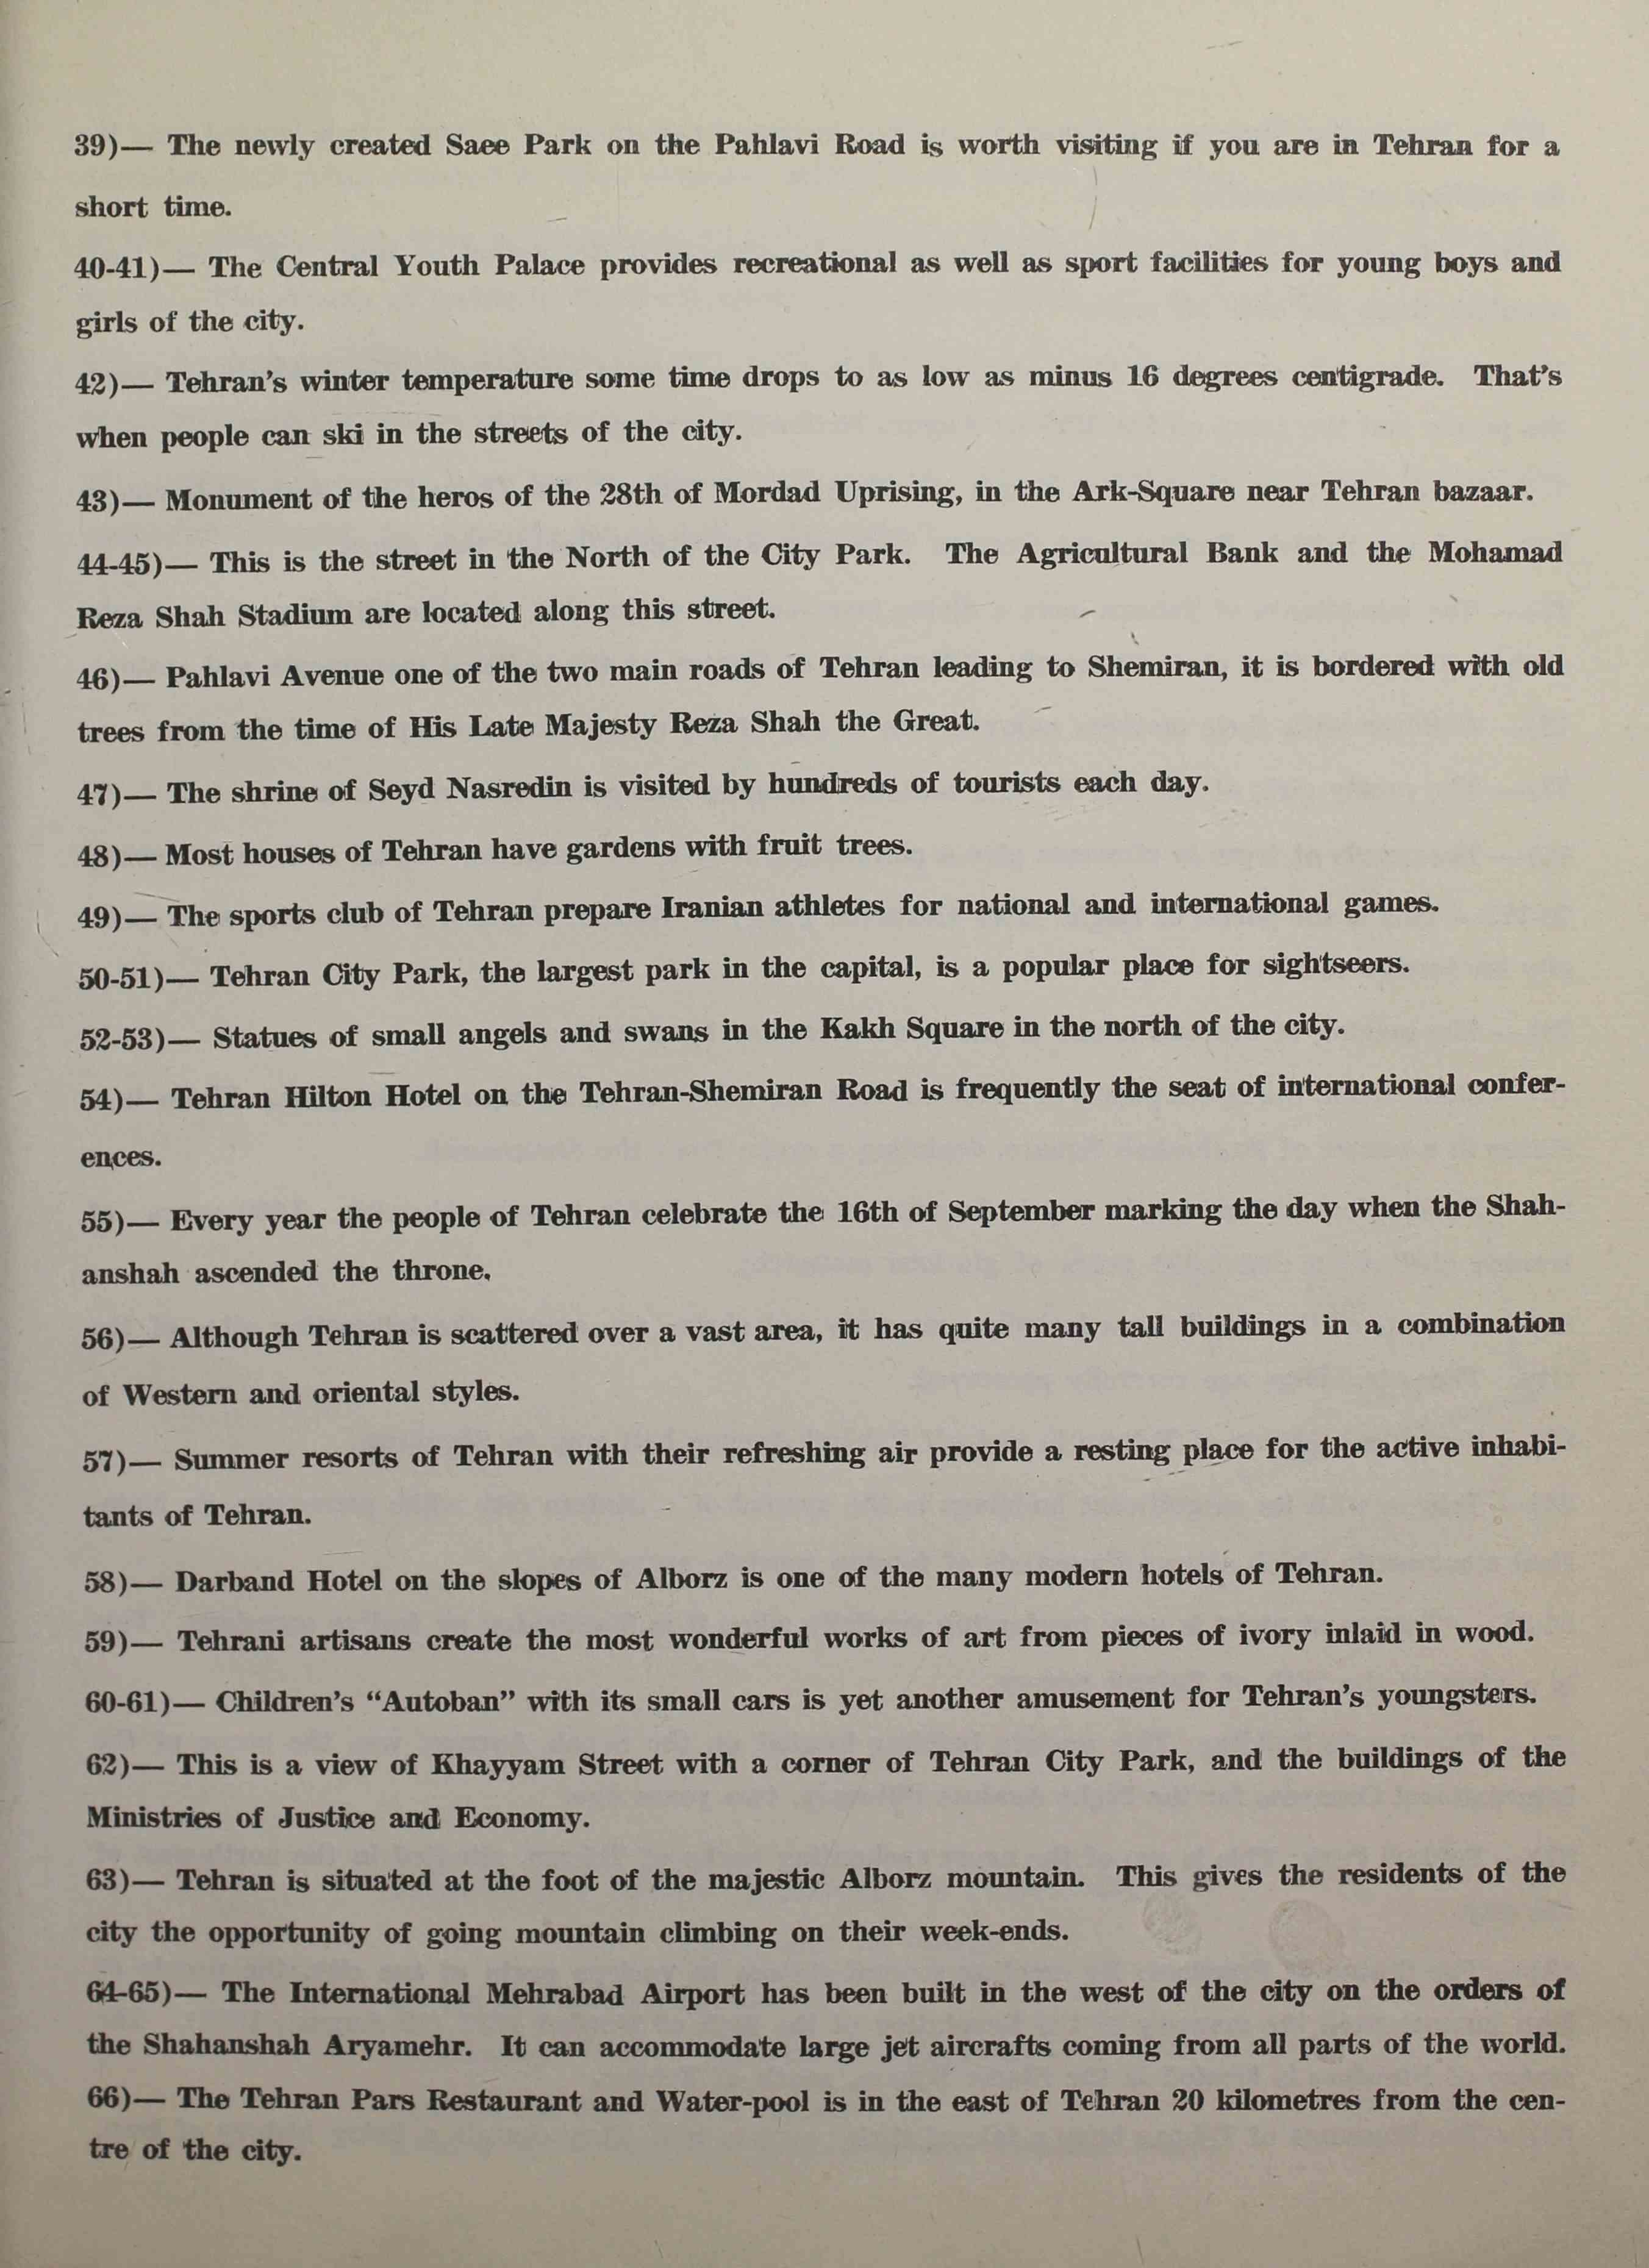 39)— The newly created Saee Park on the Pahlavi Road is worth visiting if you are in Tehran for a
short time.
40-41)— The Central Youth Palace provides recreational as well as sport facilities for young boys and
girls of the city.
42)— Tehran's winter temperature some time drops to as low as minus 16 degrees centigrade. That's
when people can ski in the streets of the city.
43)— Monument of the heros of the 28th of Mordad Uprising, in the Ark-Square near Tehran bazaar.
44-45)— This is the street in the North of the City Park. The Agricultural Bank and the Mohamad
Reza Shah Stadium are located along this street.
46)— Pahlavi Avenue one of the two main roads of Tehran leading to Shemiran, it is bordered with old
trees from the time of His Late Majesty Reza Shah the Great.
47)— The shrine of Seyd Nasredin is visited by hundreds of tourists each day.
48)— Most houses of Tehran have gardens with fruit trees.
49)— The sports club of Tehran prepare Iranian athletes for national and international games.
50-51)— Tehran City Park, the largest park in the capital, is a popular place for sightseers.
52-53)— Statues of small angels and swans in the Kakh Square in the north of the city.
54)— Tehran Hilton Hotel on the Tehran-Shemiran Road is frequently the seat of international confer-
ences.
55)— Every year the people of Tehran celebrate the 16th of September marking the day when the Shah-
anshah ascended the throne.
56)— Although Tehran is scattered over a vast area, it has quite many tall buildings in a combination
of Western and oriental styles.
57)— Summer resorts of Tehran with their refreshing air provide a resting place for the active inhabi-
tants of Tehran.
58)— Darband Hotel on the slopes of Alborz is one of the many modern hotels of Tehran.
59)— Tehrani artisans create the most wonderful works of art from pieces of ivory inlaid in wood.
60-61)— Children's "Autoban" with its small cars is yet another amusement for Tehran's youngsters.
62)— This is a view of Khayyam Street with a corner of Tehran City Park, and the buildings of the
Ministries of Justice and Economy.
63)— Tehran is situated at the foot of the majestic Alborz mountain. This gives the residents of the
city the opportunity of going mountain climbing on their week-ends.
64-65)— The International Mehrabad Airport has been built in the west of the city on the orders of
the Shahanshah Aryamehr. It can accommodate large jet aircrafts coming from all parts of the world.
66)— The Tehran Pars Restaurant and Water-pool is in the east of Tehran 20 kilometres from the cen-
tre of the city.